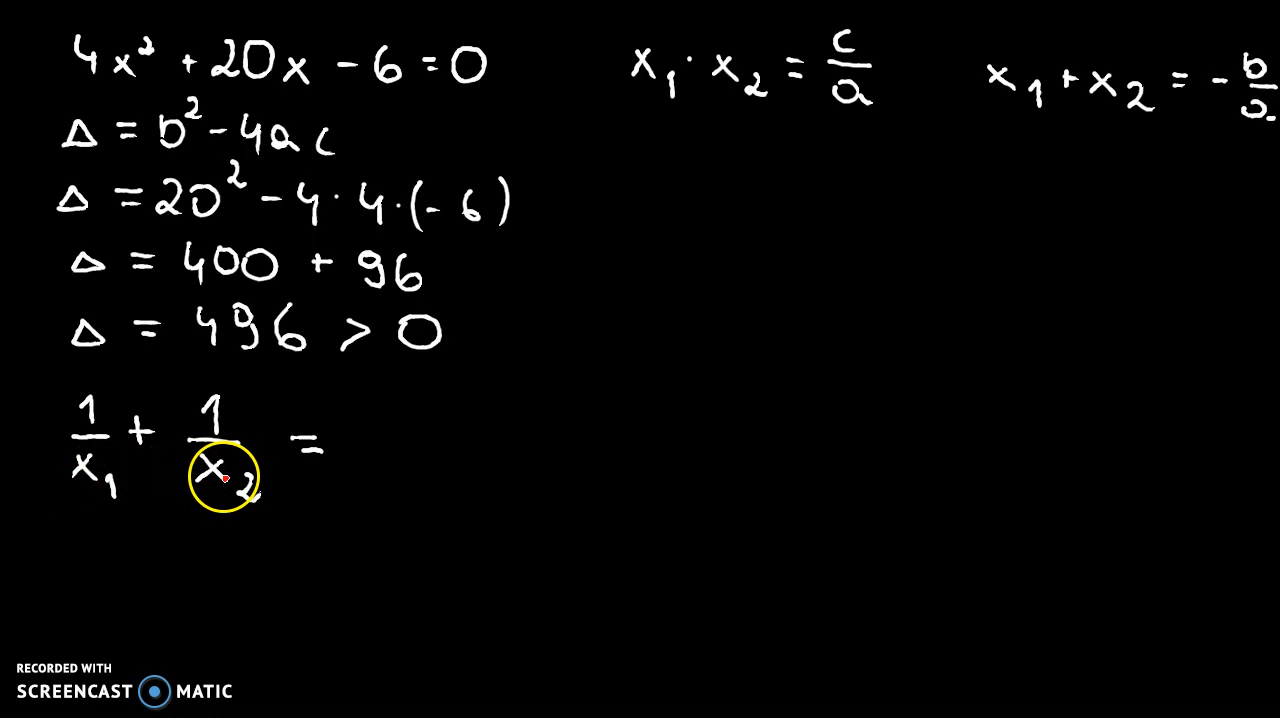 4x² + 20x - 6 = 0
x₁ · x₂ = c/a
x₁ + x₂ = - b/a
Δ = b² - 4ac
Δ = 20² - 4 · 4 · (- 6)
Δ = 400 + 96
Δ = 496 > 0
1/x₁ + 1/x₂ =
RECORDED WITH
SCREENCAST MATIC